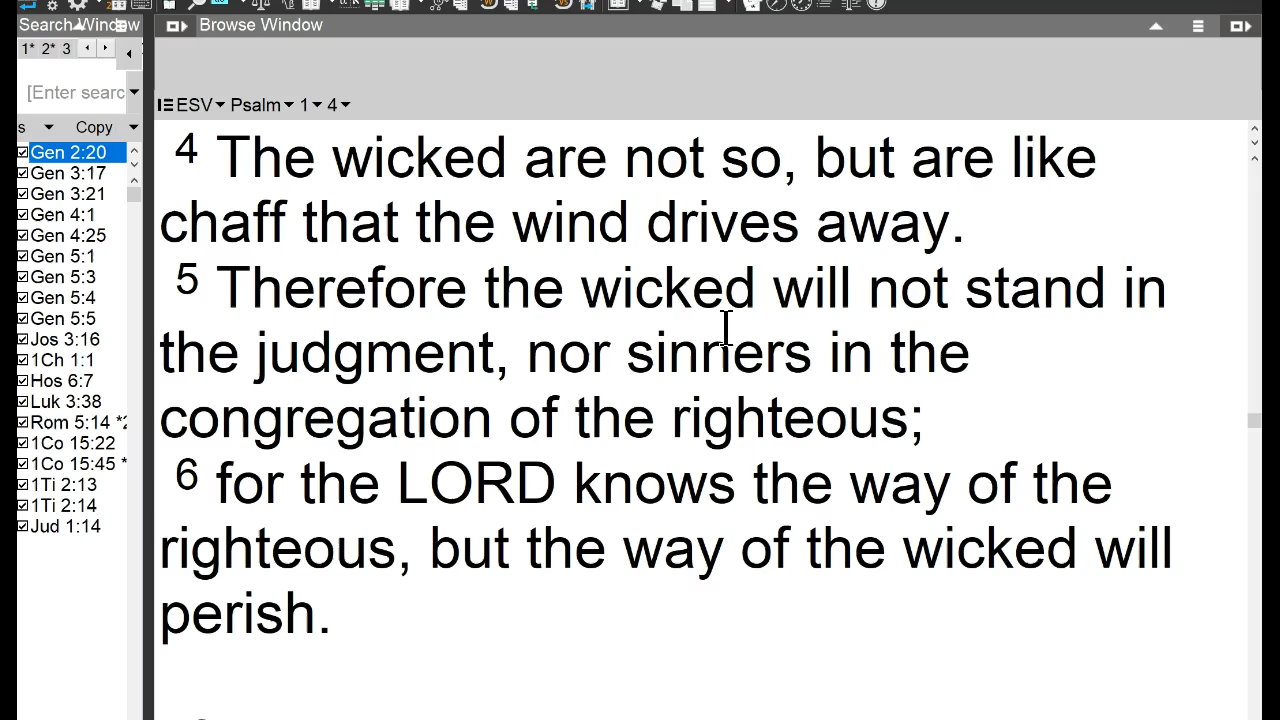 Search Window
Browse Window
1* 2* 3
[Enter searc
ESV Psalm 1 4
s Copy
Gen 2:20
Gen 3:17
Gen 3:21
Gen 4:1
Gen 4:25
Gen 5:1
Gen 5:3
Gen 5:4
Gen 5:5
Jos 3:16
1Ch 1:1
Hos 6:7
Luk 3:38
Rom 5:14 *2
1Co 15:22
1Co 15:45 *
1Ti 2:13
1Ti 2:14
Jud 1:14
4 The wicked are not so, but are like
chaff that the wind drives away.
5 Therefore the wicked will not stand in
the judgment, nor sinners in the
congregation of the righteous;
6 for the LORD knows the way of the
righteous, but the way of the wicked will
perish.